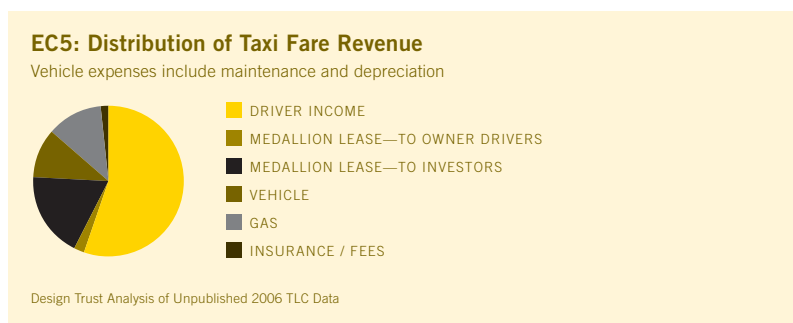 EC5: Distribution of Taxi Fare Revenue
Vehicle expenses include maintenance and depreciation
DRIVER INCOME
MEDALLION LEASE—TO OWNER DRIVERS
MEDALLION LEASE—TO INVESTORS
VEHICLE
GAS
INSURANCE / FEES
Design Trust Analysis of Unpublished 2006 TLC Data